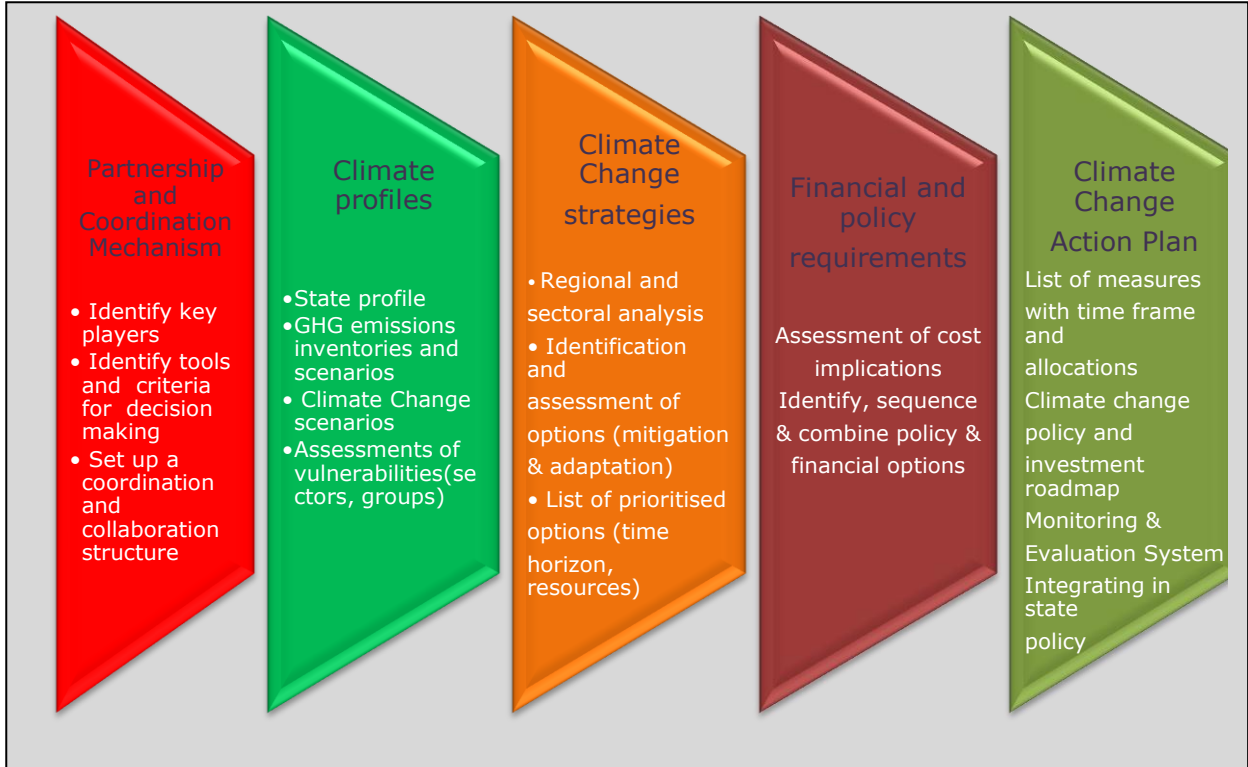 Partnership
and
Coordination
Mechanism
• Identify key
players
• Identify tools
and criteria
for decision
making
• Set up a
coordination
and
collaboration
structure
Climate
profiles
•State profile
•GHG emissions
inventories and
scenarios
• Climate Change
scenarios
•Assessments of
vulnerabilities(se
ctors, groups)
Climate
Change
strategies
• Regional and
sectoral analysis
• Identification
and
assessment of
options (mitigation
& adaptation)
• List of prioritised
options (time
horizon,
resources)
Financial and
policy
requirements
Assessment of cost
implications
Identify, sequence
& combine policy &
financial options
Climate
Change
Action Plan
List of measures
with time frame
and
allocations
Climate change
policy and
investment
roadmap
Monitoring &
Evaluation System
Integrating in
state
policy